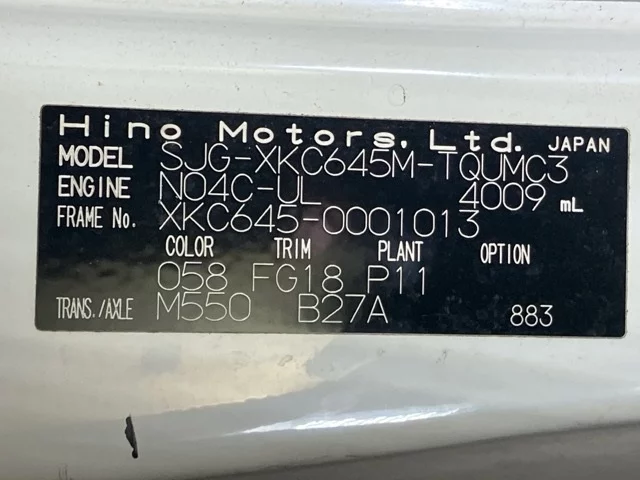 Hino Motors, Ltd. JAPAN
MODEL SJG-XKC645M-TQUMC3
ENGINE N04C-UL 4009 mL
FRAME No. XKC645-0001013
COLOR TRIM PLANT OPTION
058 FG18 P11
TRANS./AXLE M550 B27A 883